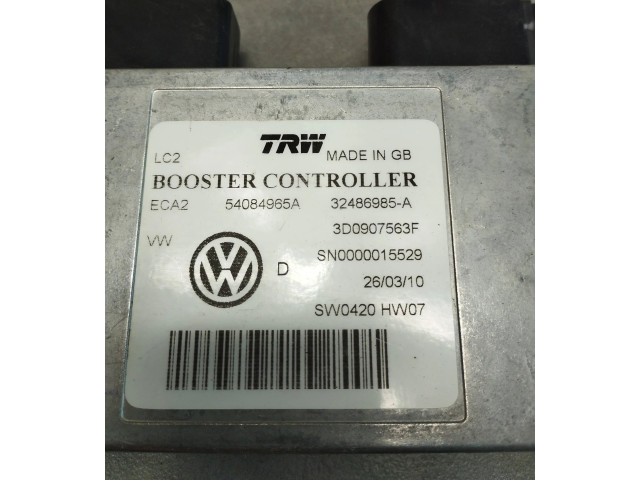 TRW
LC2 MADE IN GB
BOOSTER CONTROLLER
ECA2 54084965A 32486985-A
3D0907563F
VW SN0000015529
D
26/03/10
SW0420 HW07